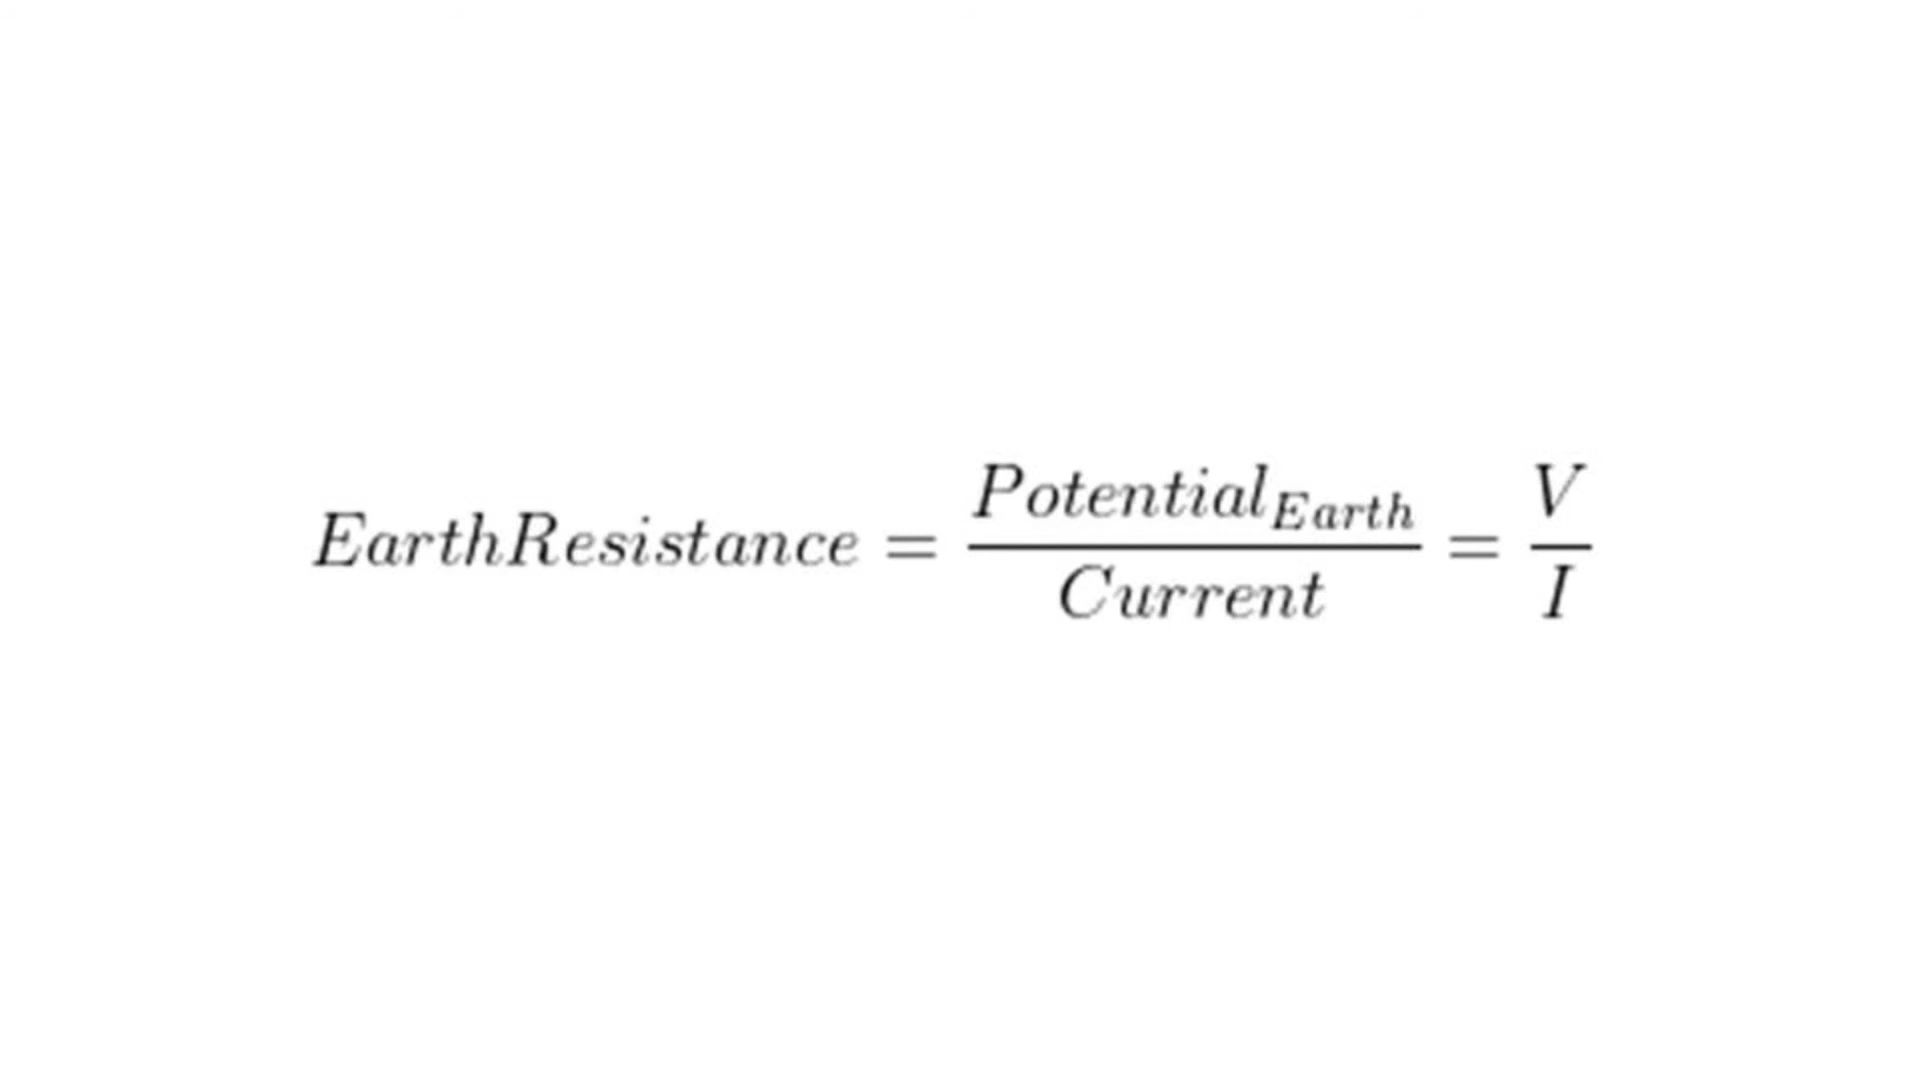 EarthResistance = Potential_Earth / Current = V / I